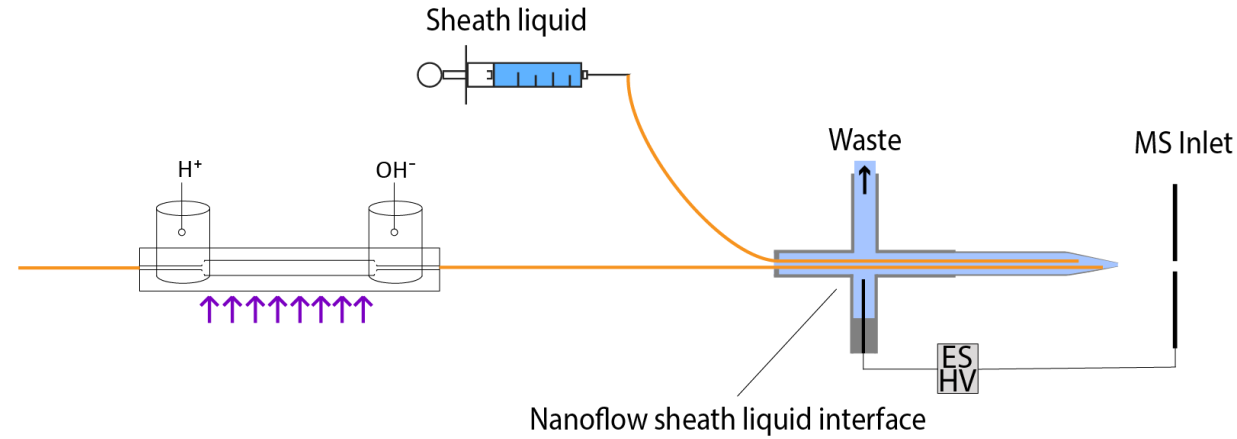 Sheath liquid
Waste
MS Inlet
H⁺
OH⁻
ES
HV
Nanoflow sheath liquid interface